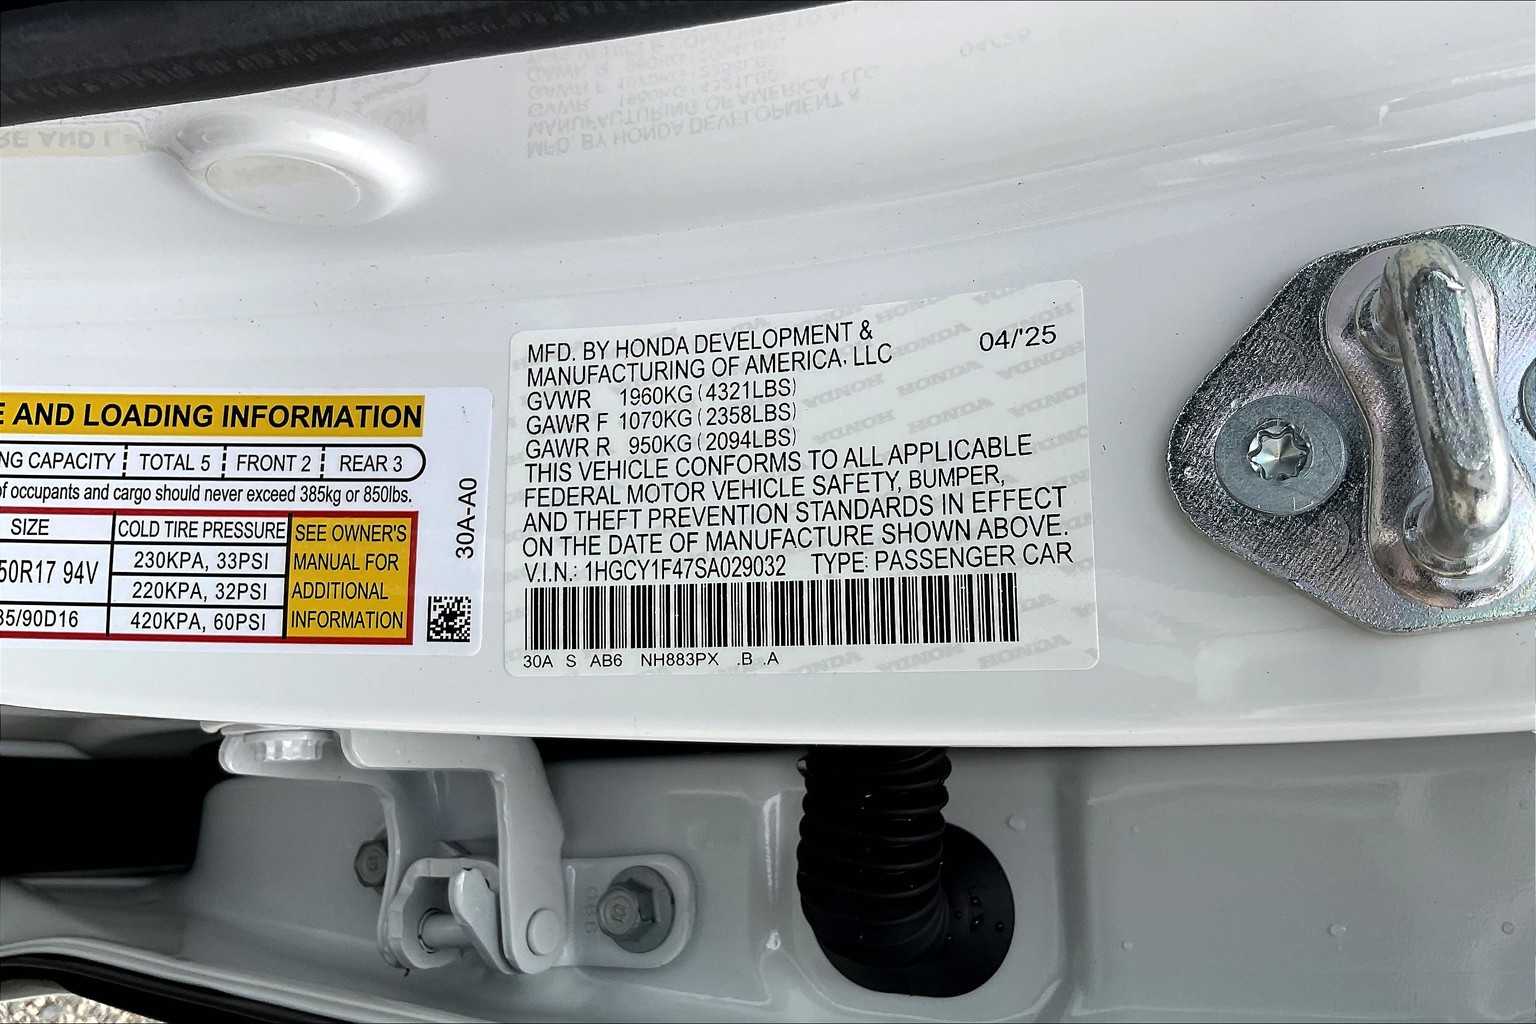 E AND LOADING INFORMATION
NG CAPACITY TOTAL 5 FRONT 2 REAR 3
of occupants and cargo should never exceed 385kg or 850lbs.
SIZE COLD TIRE PRESSURE SEE OWNER'S
50R17 94V 230KPA, 33PSI MANUAL FOR
220KPA, 32PSI ADDITIONAL
35/90D16 420KPA, 60PSI INFORMATION
30A-A0
MFD. BY HONDA DEVELOPMENT &
MANUFACTURING OF AMERICA, LLC
04/'25
GVWR 1960KG (4321LBS)
GAWR F 1070KG (2358LBS)
GAWR R 950KG (2094LBS)
THIS VEHICLE CONFORMS TO ALL APPLICABLE
FEDERAL MOTOR VEHICLE SAFETY, BUMPER,
AND THEFT PREVENTION STANDARDS IN EFFECT
ON THE DATE OF MANUFACTURE SHOWN ABOVE.
V.I.N.: 1HGCY1F47SA029032 TYPE: PASSENGER CAR
30A S AB6 NH883PX .B .A